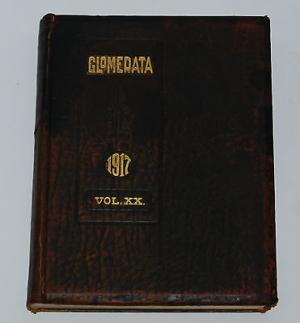 GLOMERATA
1917
VOL. XX.